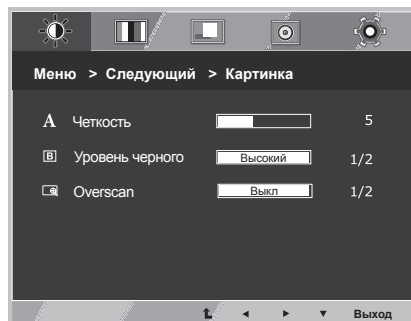 Меню > Следующий > Картинка
A Четкость 5
B Уровень черного Высокий 1/2
Overscan Выкл 1/2
Выход